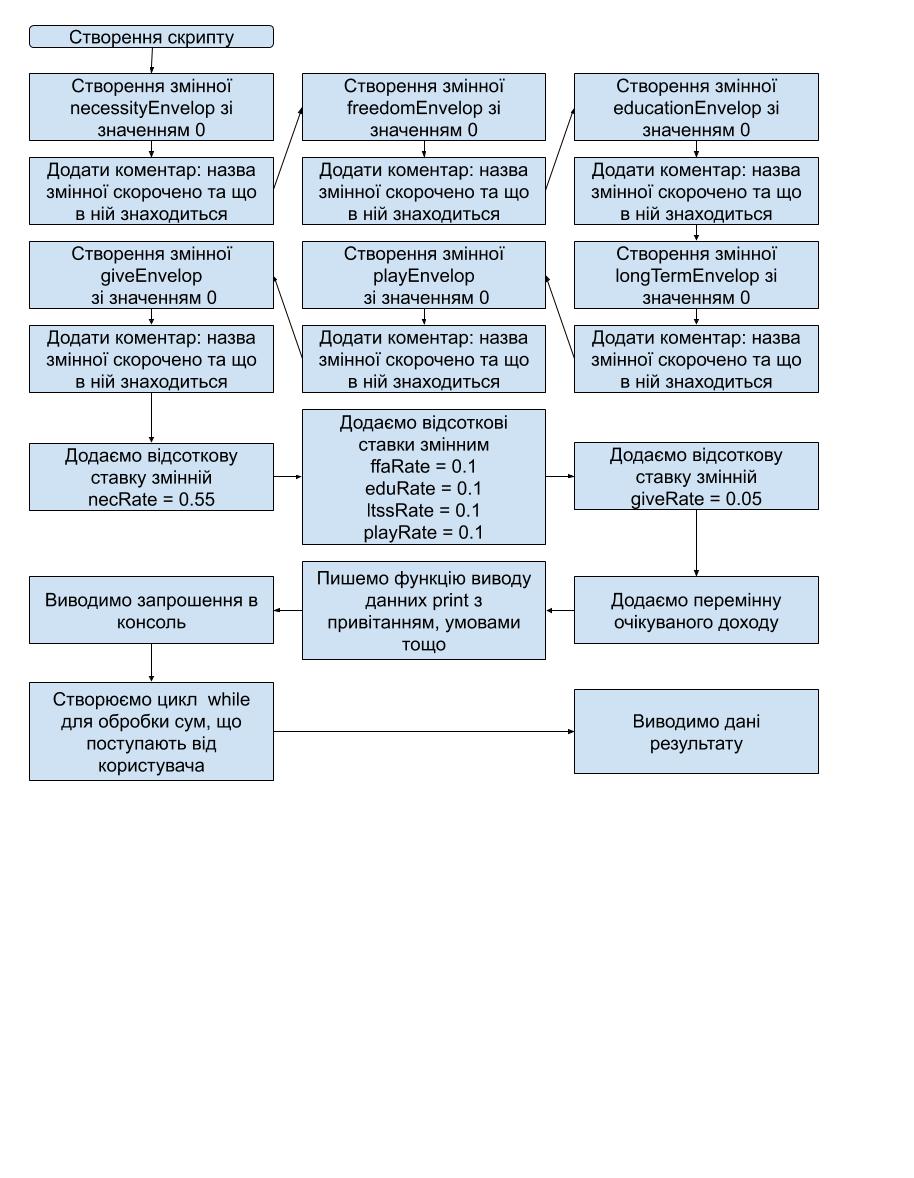 Створення скрипту
Створення змінної
necessityEnvelop зі
значенням 0
Додати коментар: назва
змінної скорочено та що
в ній знаходиться
Створення змінної
freedomEnvelop зі
значенням 0
Додати коментар: назва
змінної скорочено та що
в ній знаходиться
Створення змінної
educationEnvelop зі
значенням 0
Додати коментар: назва
змінної скорочено та що
в ній знаходиться
Створення змінної
longTermEnvelop зі
значенням 0
Додати коментар: назва
змінної скорочено та що
в ній знаходиться
Створення змінної
playEnvelop
зі значенням 0
Додати коментар: назва
змінної скорочено та що
в ній знаходиться
Створення змінної
giveEnvelop
зі значенням 0
Додати коментар: назва
змінної скорочено та що
в ній знаходиться
Додаємо відсоткову
ставку змінній
necRate = 0.55
Додаємо відсоткові
ставки змінним
ffaRate = 0.1
eduRate = 0.1
ltssRate = 0.1
playRate = 0.1
Додаємо відсоткову
ставку змінній
giveRate = 0.05
Додаємо перемінну
очікуваного доходу
Пишемо функцію виводу
данних print з
привітанням, умовами
тощо
Виводимо запрошення в
консоль
Створюємо цикл  while
для обробки сум, що
поступають від
користувача
Виводимо дані
результату